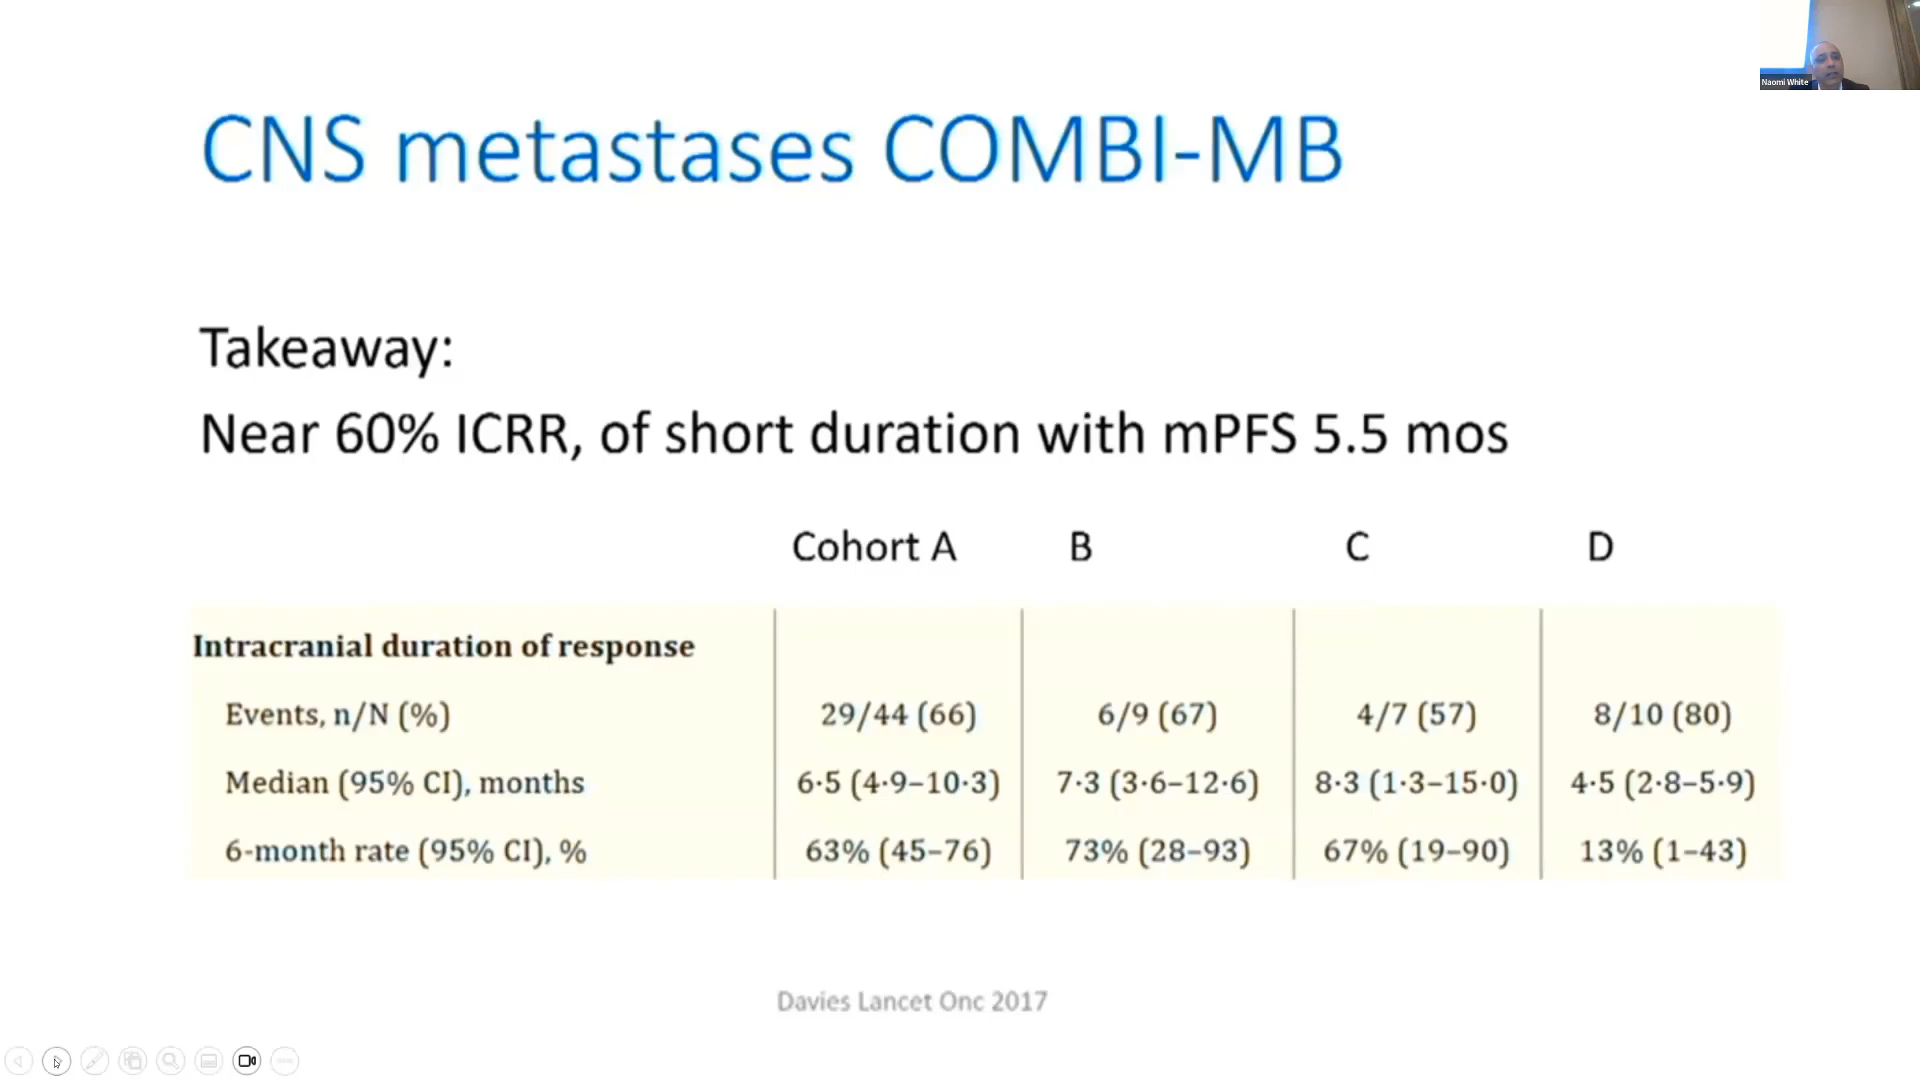 Naomi White
CNS metastases COMBI-MB
Takeaway:
Near 60% ICRR, of short duration with mPFS 5.5 mos
Cohort A B C D
Intracranial duration of response
Events, n/N (%) 29/44 (66) 6/9 (67) 4/7 (57) 8/10 (80)
Median (95% CI), months 6·5 (4·9–10·3) 7·3 (3·6–12·6) 8·3 (1·3–15·0) 4·5 (2·8–5·9)
6-month rate (95% CI), % 63% (45–76) 73% (28–93) 67% (19–90) 13% (1–43)
Davies Lancet Onc 2017